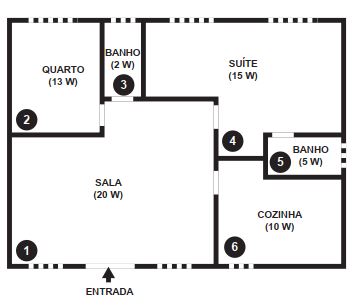 BANHO
(2 W)
3
QUARTO
(13 W)
2
SUÍTE
(15 W)
4
BANHO
(5 W)
5
SALA
(20 W)
1
COZINHA
(10 W)
6
ENTRADA